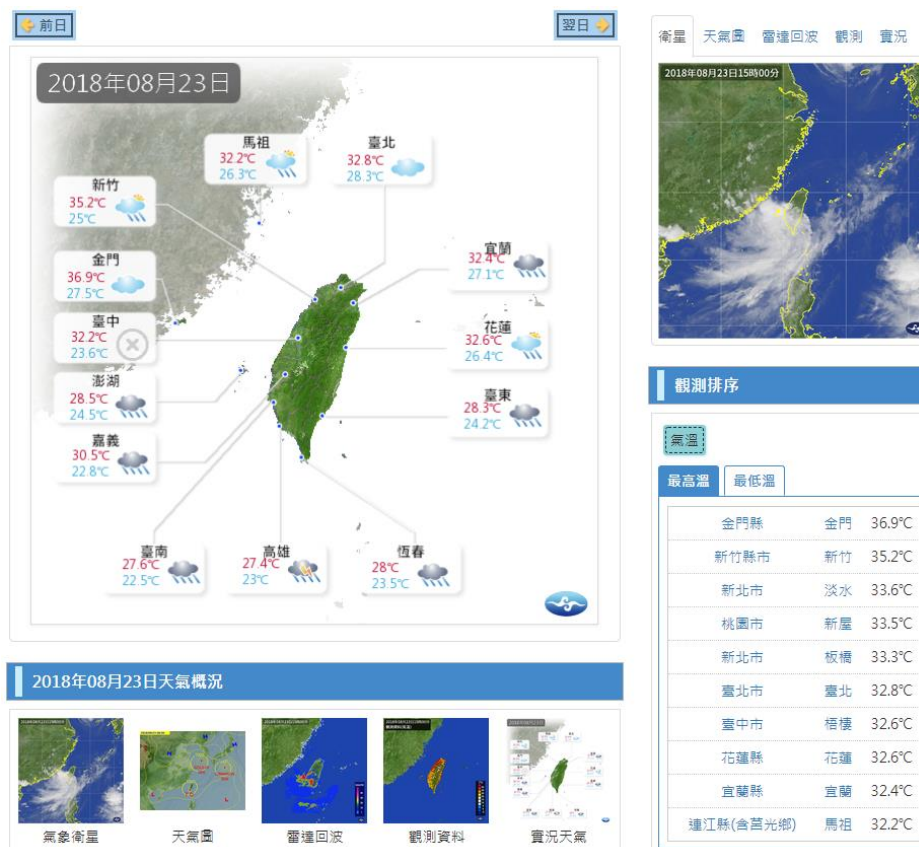 前日
翌日
2018年08月23日
馬祖
32.2℃
26.3℃
臺北
32.8℃
28.3℃
新竹
35.2℃
25℃
金門
36.9℃
27.5℃
臺中
32.2℃
23.6℃
澎湖
28.5℃
24.5℃
嘉義
30.5℃
22.8℃
宜蘭
32.4℃
27.1℃
花蓮
32.6℃
26.4℃
臺東
28.3℃
24.2℃
臺南
27.6℃
22.5℃
高雄
27.4℃
23℃
恆春
28℃
23.5℃
2018年08月23日天氣概況
氣象衛星
天氣圖
雷達回波
觀測資料
實況天氣
衛星 天氣圖 雷達回波 觀測 實況
2018年08月23日15時00分
觀測排序
氣溫
最高溫 最低溫
金門縣 金門 36.9℃
新竹縣市 新竹 35.2℃
新北市 淡水 33.6℃
桃園市 新屋 33.5℃
新北市 板橋 33.3℃
臺北市 臺北 32.8℃
臺中市 梧棲 32.6℃
花蓮縣 花蓮 32.6℃
宜蘭縣 宜蘭 32.4℃
連江縣(含莒光鄉) 馬祖 32.2℃